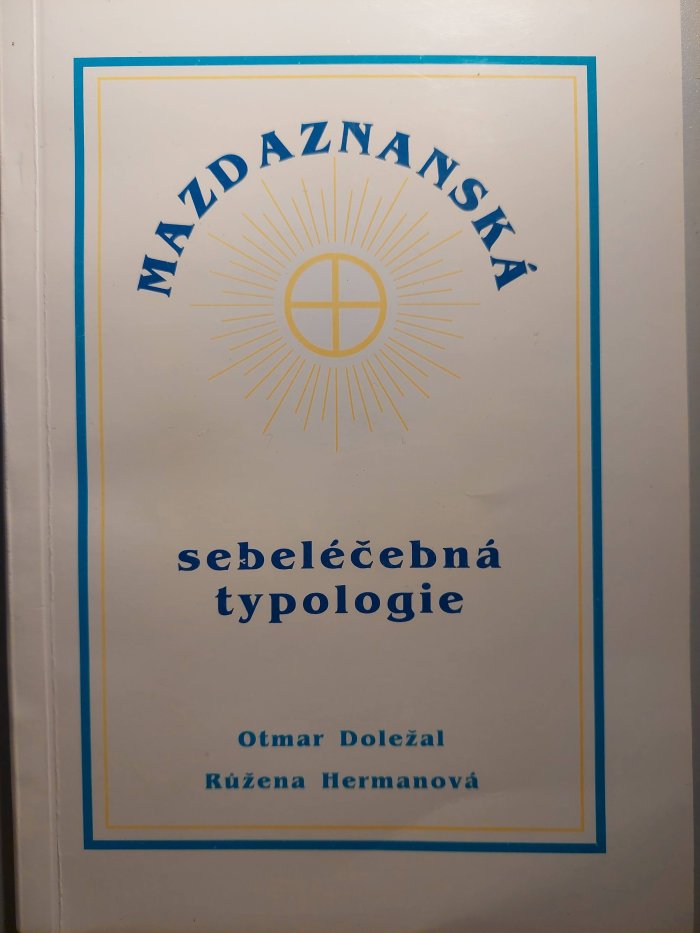 MAZDAZNANSKÁ
sebeléčebná
typologie
Otmar Doležal
Růžena Hermanová